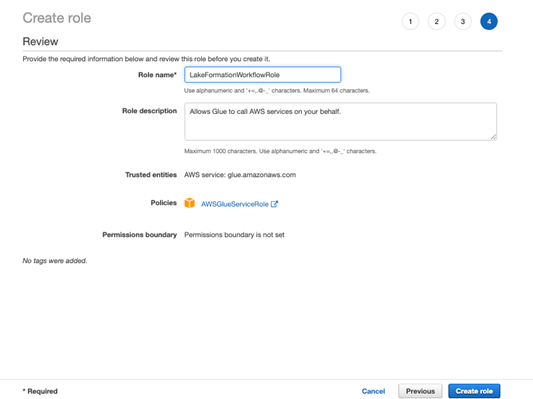 Create role
1 2 3 4
Review
Provide the required information below and review this role before you create it.
Role name* LakeFormationWorkflowRole
Use alphanumeric and '+=,.@-_' characters. Maximum 64 characters.
Role description Allows Glue to call AWS services on your behalf.
Maximum 1000 characters. Use alphanumeric and '+=,.@-_' characters.
Trusted entities AWS service: glue.amazonaws.com
Policies AWSGlueServiceRole
Permissions boundary Permissions boundary is not set
No tags were added.
* Required Cancel Previous Create role